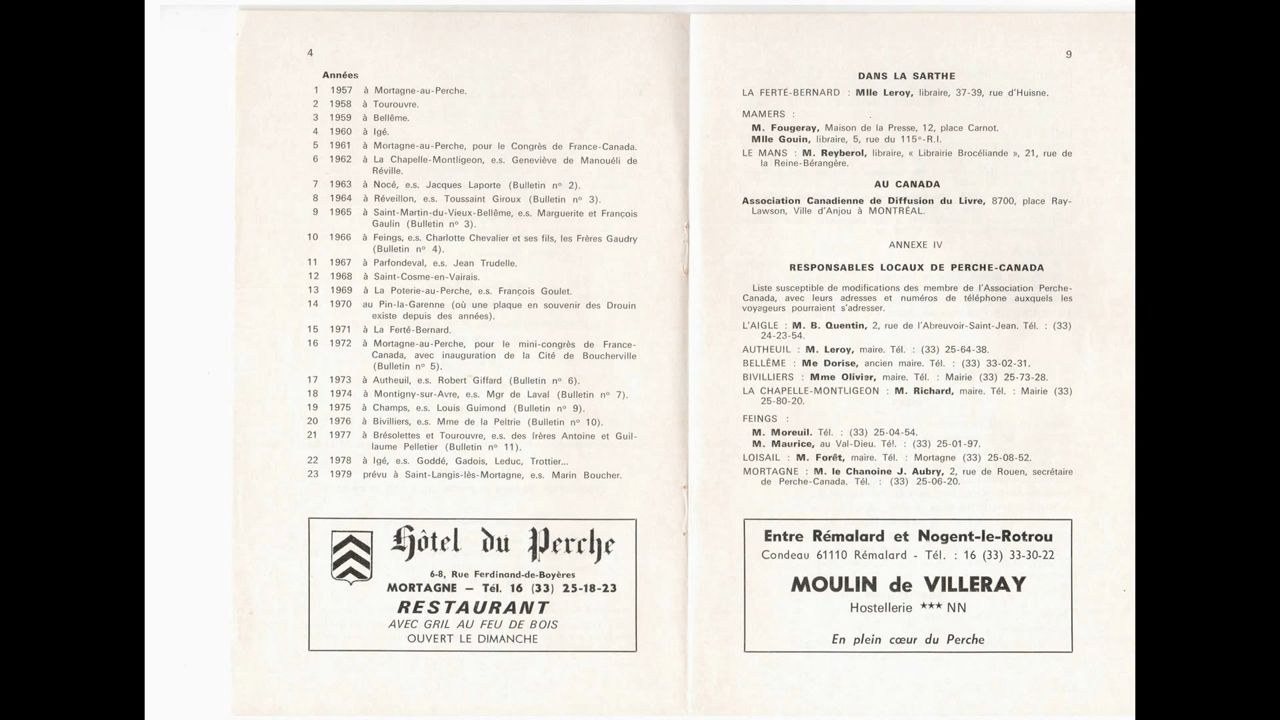 4
Années
1 1957 à Mortagne-au-Perche.
2 1958 à Tourouvre.
3 1959 à Bellême.
4 1960 à Igé.
5 1961 à Mortagne-au-Perche, pour le Congrès de France-Canada.
6 1962 à La Chapelle-Montligeon, e.s. Geneviève de Manouéli de
Réville.
7 1963 à Nocé, e.s. Jacques Laporte (Bulletin nº 2).
8 1964 à Réveillon, e.s. Toussaint Giroux (Bulletin nº 3).
9 1965 à Saint-Martin-du-Vieux-Bellême, e.s. Marguerite et François
Gaulin (Bulletin nº 3).
10 1966 à Feings, e.s. Charlotte Chevalier et ses fils, les Frères Gaudry
(Bulletin nº 4).
11 1967 à Parfondeval, e.s. Jean Trudelle.
12 1968 à Saint-Cosme-en-Vairais.
13 1969 à La Poterie-au-Perche, e.s. François Goulet.
14 1970 au Pin-la-Garenne (où une plaque en souvenir des Drouin
existe depuis des années).
15 1971 à La Ferté-Bernard.
16 1972 à Mortagne-au-Perche, pour le mini-congrès de France-
Canada, avec inauguration de la Cité de Boucherville
(Bulletin nº 5).
17 1973 à Autheuil, e.s. Robert Giffard (Bulletin nº 6).
18 1974 à Montigny-sur-Avre, e.s. Mgr de Laval (Bulletin nº 7).
19 1975 à Champs, e.s. Louis Guimond (Bulletin nº 9).
20 1976 à Bivilliers, e.s. Mme de la Peltrie (Bulletin nº 10).
21 1977 à Brésolettes et Tourouvre, e.s. des frères Antoine et Guil-
laume Pelletier (Bulletin nº 11).
22 1978 à Igé, e.s. Goddé, Gadois, Leduc, Trottier...
23 1979 prévu à Saint-Langis-lès-Mortagne, e.s. Marin Boucher.
Hôtel du Perche
6-8, Rue Ferdinand-de-Boyères
MORTAGNE — Tél. 16 (33) 25-18-23
RESTAURANT
AVEC GRIL AU FEU DE BOIS
OUVERT LE DIMANCHE
9
DANS LA SARTHE
LA FERTÉ-BERNARD : Mlle Leroy, libraire, 37-39, rue d'Huisne.
MAMERS :
M. Fougeray, Maison de la Presse, 12, place Carnot.
Mlle Gouin, libraire, 5, rue du 115e-R.I.
LE MANS : M. Reyberol, libraire, « Librairie Brocéliande », 21, rue de
la Reine-Bérangère.
AU CANADA
Association Canadienne de Diffusion du Livre, 8700, place Ray-
Lawson, Ville d'Anjou à MONTRÉAL.
ANNEXE IV
RESPONSABLES LOCAUX DE PERCHE-CANADA
Liste susceptible de modifications des membre de l'Association Perche-
Canada, avec leurs adresses et numéros de téléphone auxquels les
voyageurs pourraient s'adresser.
L'AIGLE : M. B. Quentin, 2, rue de l'Abreuvoir-Saint-Jean. Tél. : (33)
24-23-54.
AUTHEUIL : M. Leroy, maire. Tél. : (33) 25-64-38.
BELLÊME : Me Dorise, ancien maire. Tél. : (33) 33-02-31.
BIVILLIERS : Mme Olivier, maire. Tél. : Mairie (33) 25-73-28.
LA CHAPELLE-MONTLIGEON : M. Richard, maire. Tél. : Mairie (33)
25-80-20.
FEINGS :
M. Moreuil. Tél. : (33) 25-04-54.
M. Maurice, au Val-Dieu. Tél. : (33) 25-01-97.
LOISAIL : M. Forêt, maire. Tél. : Mortagne (33) 25-08-52.
MORTAGNE : M. le Chanoine J. Aubry, 2, rue de Rouen, secrétaire
de Perche-Canada. Tél. : (33) 25-06-20.
Entre Rémalard et Nogent-le-Rotrou
Condeau 61110 Rémalard - Tél. : 16 (33) 33-30-22
MOULIN de VILLERAY
Hostellerie *** NN
En plein cœur du Perche